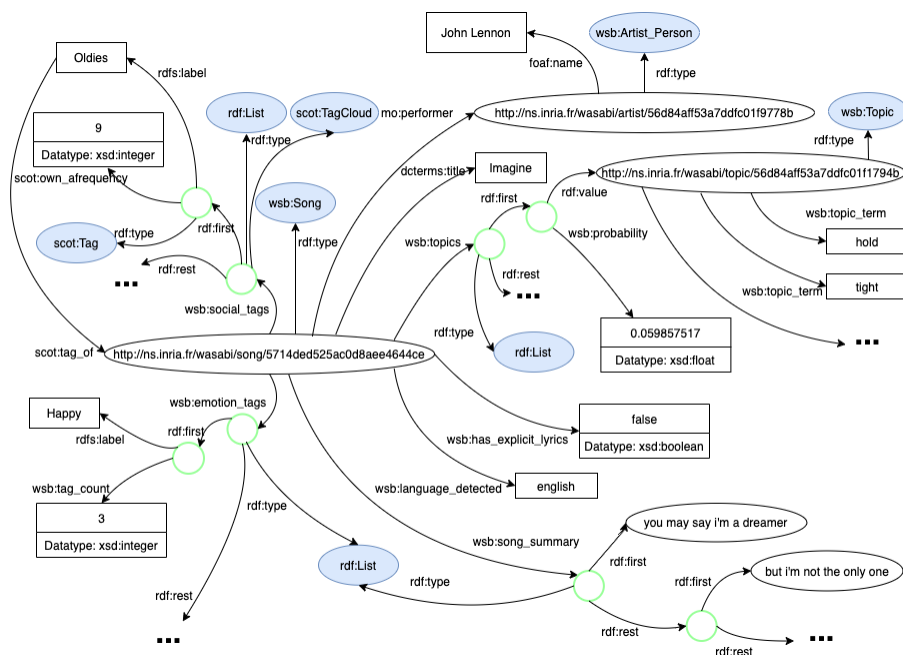 John Lennon
wsb:Artist_Person
Oldies
foaf:name
rdfs:label
rdf:type
rdf:List
scot:TagCloud
mo:performer
http://ns.inria.fr/wasabi/artist/56d84aff53a7ddfc01f9778b
wsb:Topic
9
Datatype: xsd:integer
rdf:type
rdf:type
rdf:type
scot:own_afrequency
dcterms:title
Imagine
http://ns.inria.fr/wasabi/topic/56d84aff53a7ddfc01f1794b
rdf:first
rdf:value
wsb:Song
rdf:type
rdf:first
scot:Tag
rdf:type
wsb:topics
wsb:probability
wsb:topic_term
hold
rdf:rest
rdf:rest
...
...
wsb:topic_term
tight
wsb:social_tags
rdf:type
0.059857517
Datatype: xsd:float
...
scot:tag_of
http://ns.inria.fr/wasabi/song/5714ded525ac0d8aee4644ce
rdf:List
Happy
wsb:emotion_tags
rdfs:label
rdf:first
false
Datatype: xsd:boolean
wsb:has_explicit_lyrics
wsb:tag_count
wsb:language_detected
english
3
Datatype: xsd:integer
rdf:type
you may say i'm a dreamer
wsb:song_summary
rdf:first
rdf:List
rdf:type
but i'm not the only one
rdf:first
rdf:rest
rdf:rest
...
...
rdf:rest